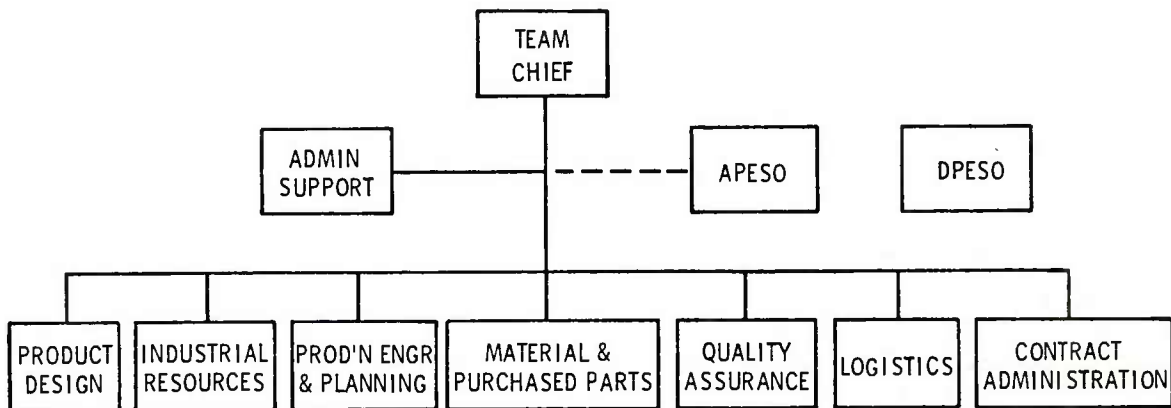 TEAM
CHIEF
ADMIN
SUPPORT
APESO
DPESO
PRODUCT
DESIGN
INDUSTRIAL
RESOURCES
PROD'N ENGR
& PLANNING
MATERIAL &
PURCHASED PARTS
QUALITY
ASSURANCE
LOGISTICS
CONTRACT
ADMINISTRATION